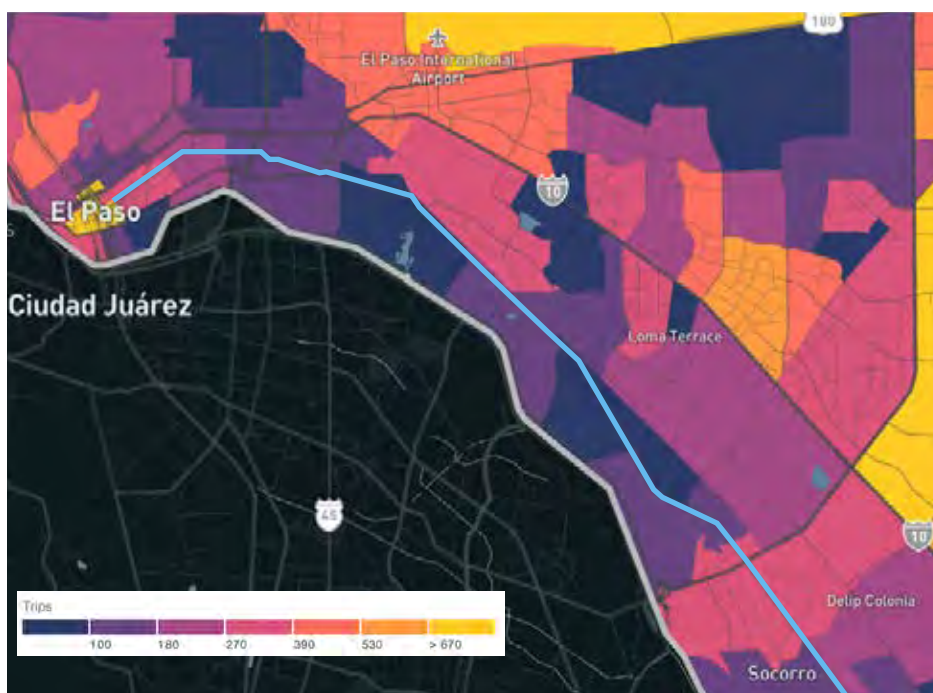 180
El Paso International
Airport
10
El Paso
Ciudad Juárez
Loma Terrace
45
10
Delip Colonia
Socorro
Trips
100 180 270 390 530 > 670